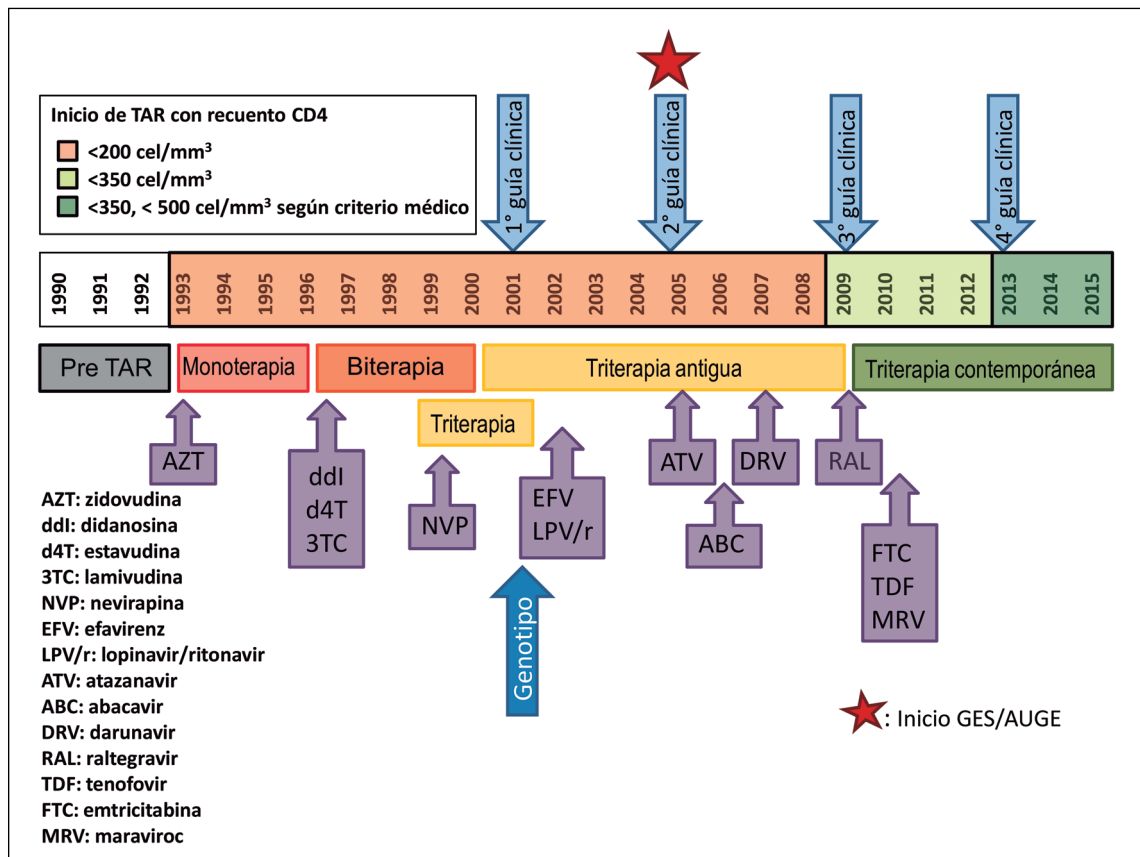 Inicio de TAR con recuento CD4
<200 cel/mm³
<350 cel/mm³
<350, < 500 cel/mm³ según criterio médico
1° guía clínica
2° guía clínica
3° guía clínica
4° guía clínica
1990
1991
1992
1993
1994
1995
1996
1997
1998
1999
2000
2001
2002
2003
2004
2005
2006
2007
2008
2009
2010
2011
2012
2013
2014
2015
Pre TAR
Monoterapia
Biterapia
Triterapia antigua
Triterapia contemporánea
Triterapia
AZT
ddI
d4T
3TC
NVP
EFV
LPV/r
ATV
ABC
DRV
RAL
FTC
TDF
MRV
Genotipo
AZT: zidovudina
ddI: didanosina
d4T: estavudina
3TC: lamivudina
NVP: nevirapina
EFV: efavirenz
LPV/r: lopinavir/ritonavir
ATV: atazanavir
ABC: abacavir
DRV: darunavir
RAL: raltegravir
TDF: tenofovir
FTC: emtricitabina
MRV: maraviroc
: Inicio GES/AUGE